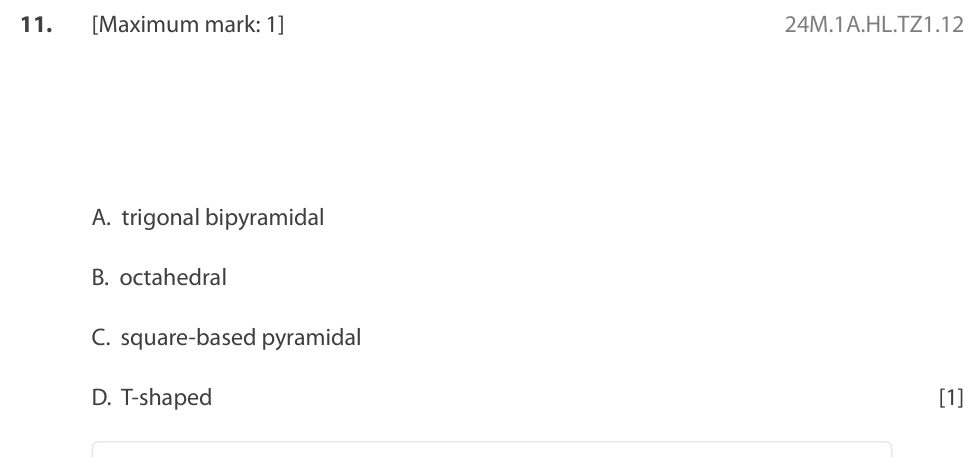 11. [Maximum mark: 1] 24M.1A.HL.TZ1.12
A. trigonal bipyramidal
B. octahedral
C. square-based pyramidal
D. T-shaped [1]